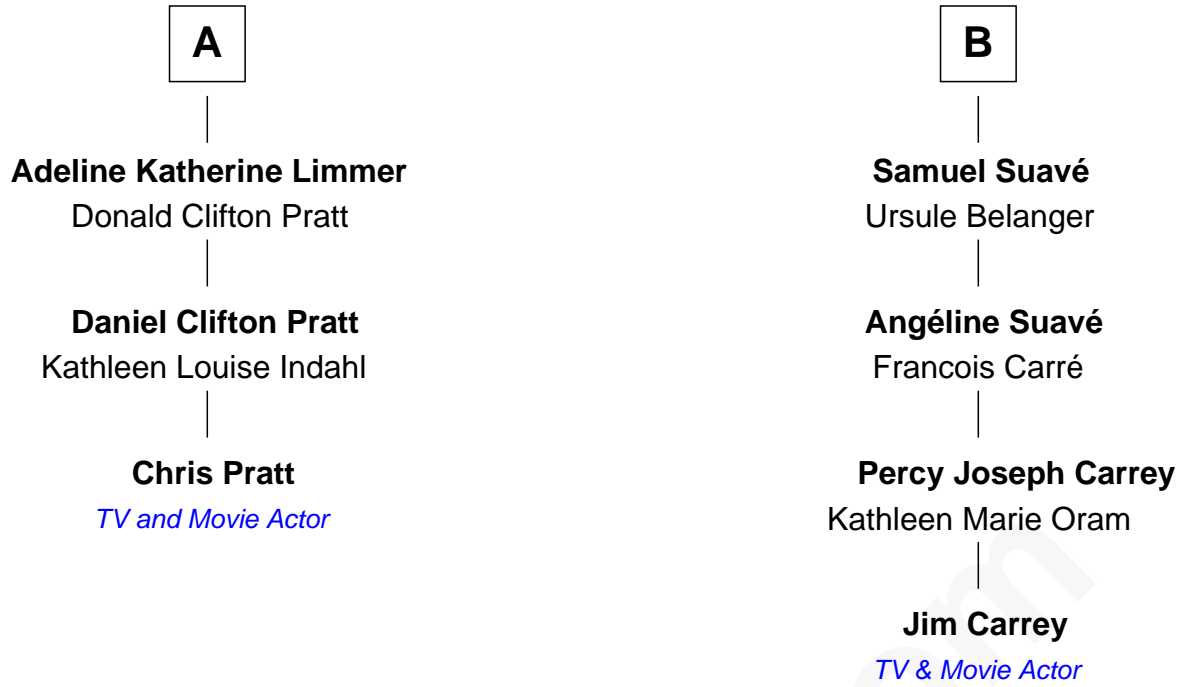 A
Adeline Katherine Limmer
Donald Clifton Pratt
Daniel Clifton Pratt
Kathleen Louise Indahl
Chris Pratt
TV and Movie Actor
B
Samuel Suavé
Ursule Belanger
Angéline Suavé
Francois Carré
Percy Joseph Carrey
Kathleen Marie Oram
Jim Carrey
TV & Movie Actor
om